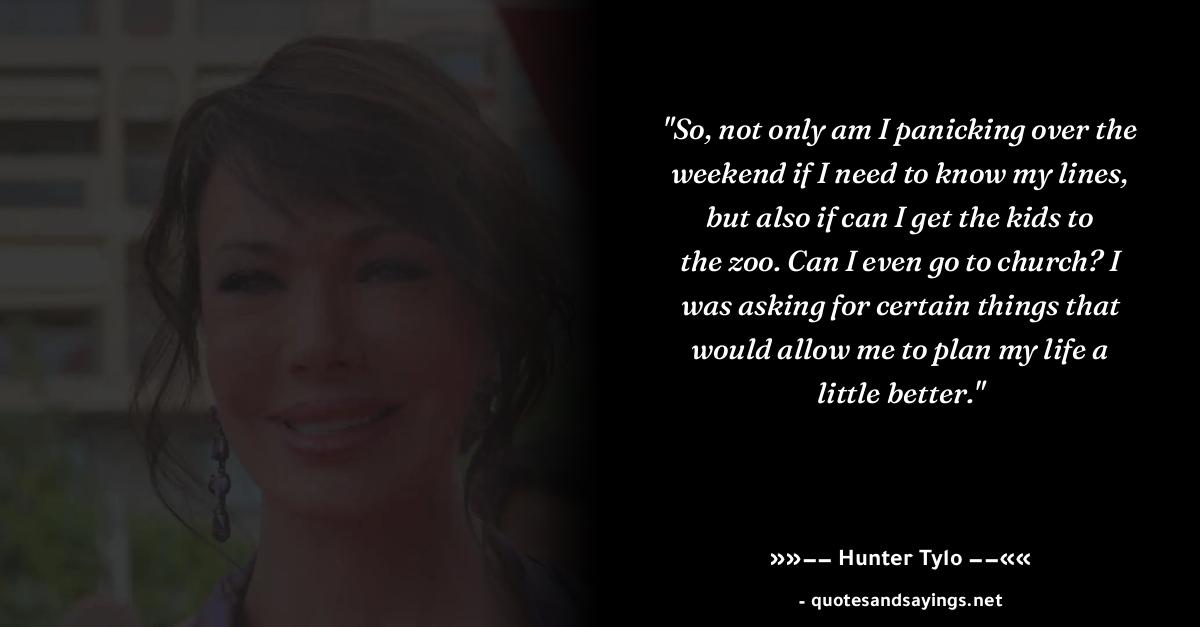 "So, not only am I panicking over the
weekend if I need to know my lines,
but also if can I get the kids to
the zoo. Can I even go to church? I
was asking for certain things that
would allow me to plan my life a
little better."
»»−− Hunter Tylo −−««
- quotesandsayings.net